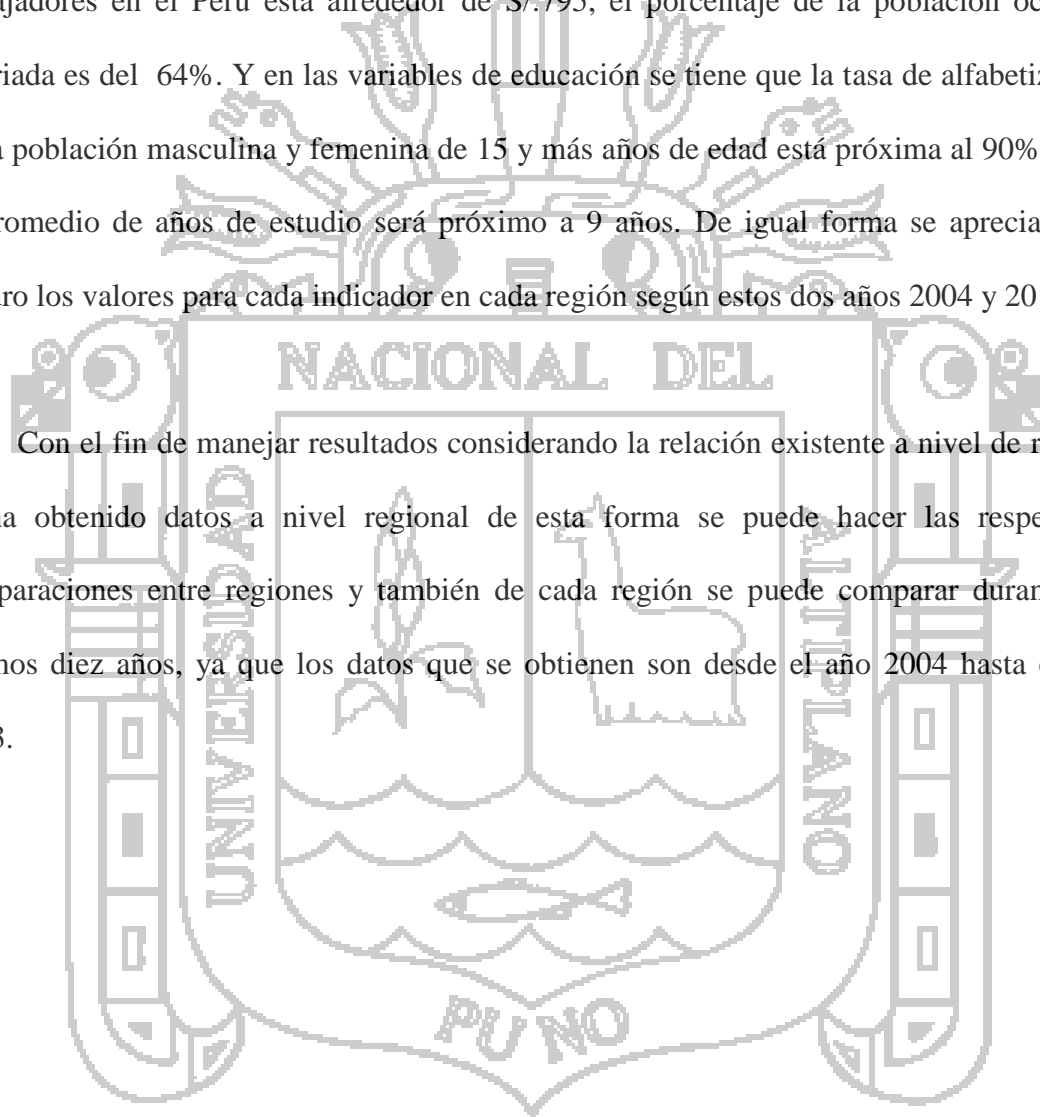 ajadores en el Perú está alrededor de S/.795, el porcentaje de la población oc
riada es del 64%. Y en las variables de educación se tiene que la tasa de alfabetiz
a población masculina y femenina de 15 y más años de edad está próxima al 90%
romedio de años de estudio será próximo a 9 años. De igual forma se aprecia
ro los valores para cada indicador en cada región según estos dos años 2004 y 20
NACIONAL DEL
Con el fin de manejar resultados considerando la relación existente a nivel de r
a obtenido datos a nivel regional de esta forma se puede hacer las respe
paraciones entre regiones y también de cada región se puede comparar duran
nos diez años, ya que los datos que se obtienen son desde el año 2004 hasta
3.
UNIVERSIDAD
ALTIPLANO
PUNO